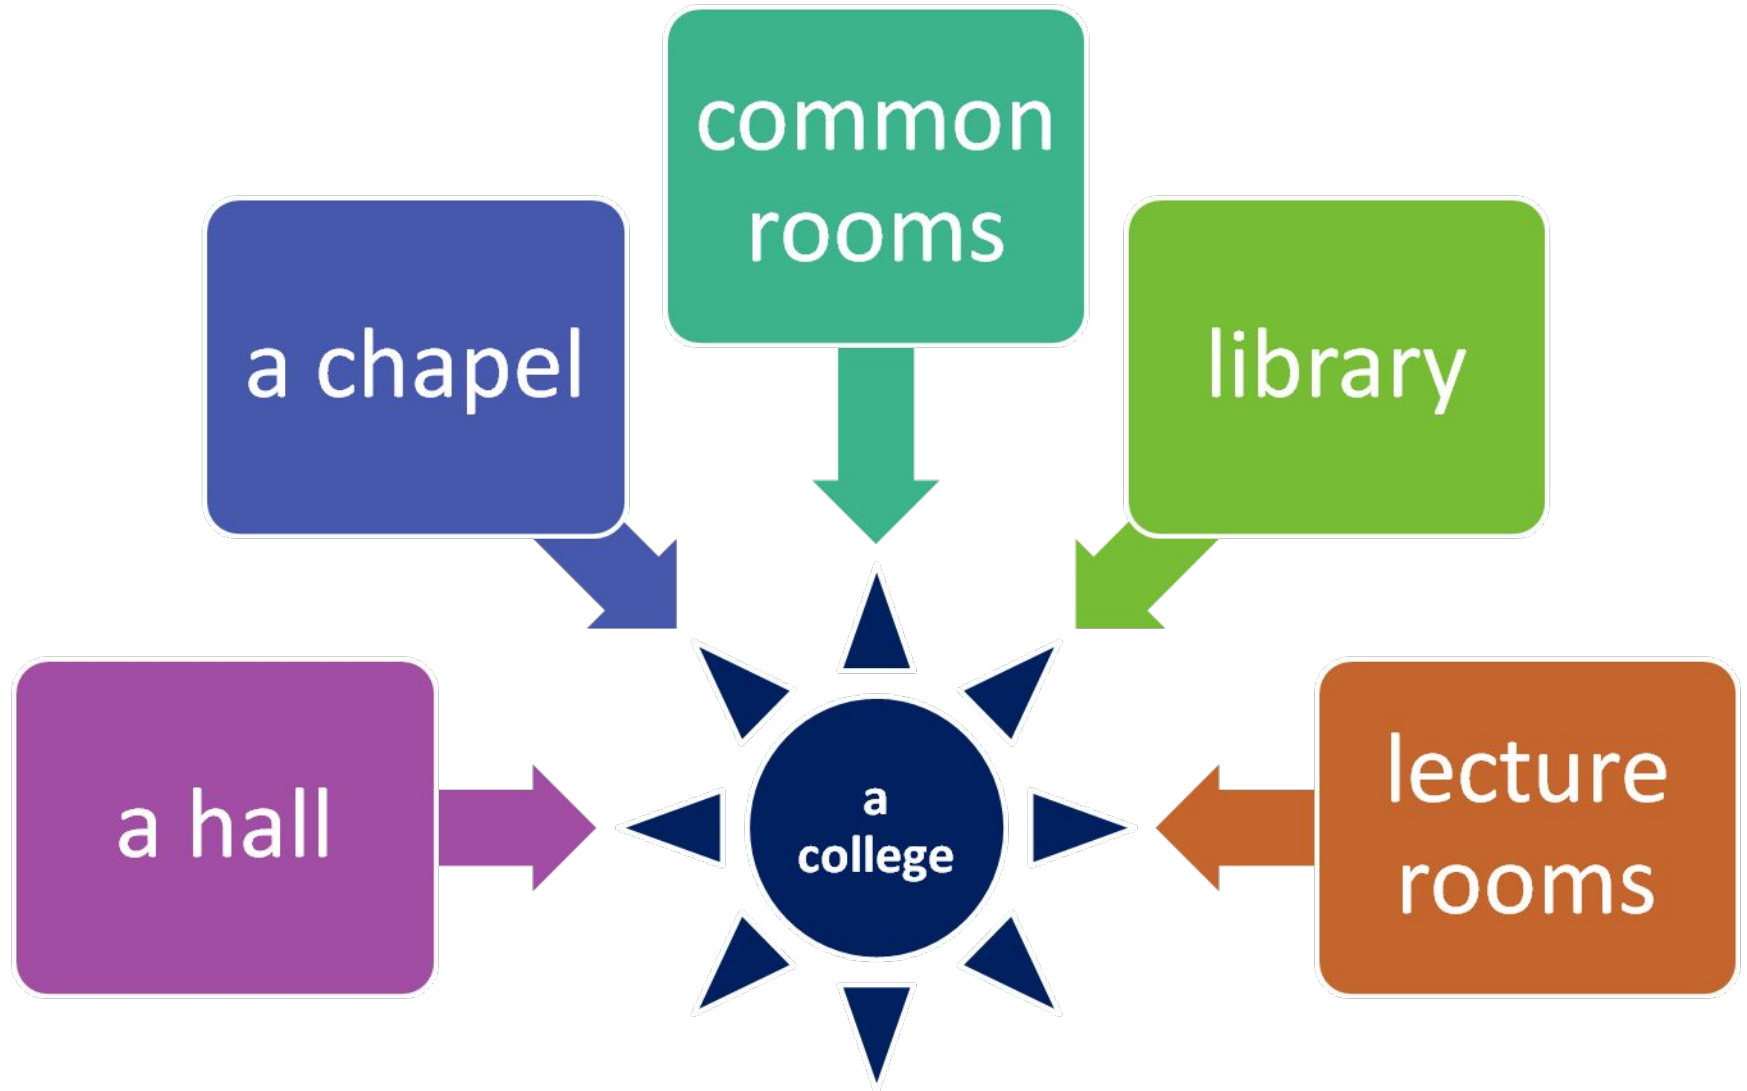 common
rooms
a chapel
library
a hall
a
college
lecture
rooms